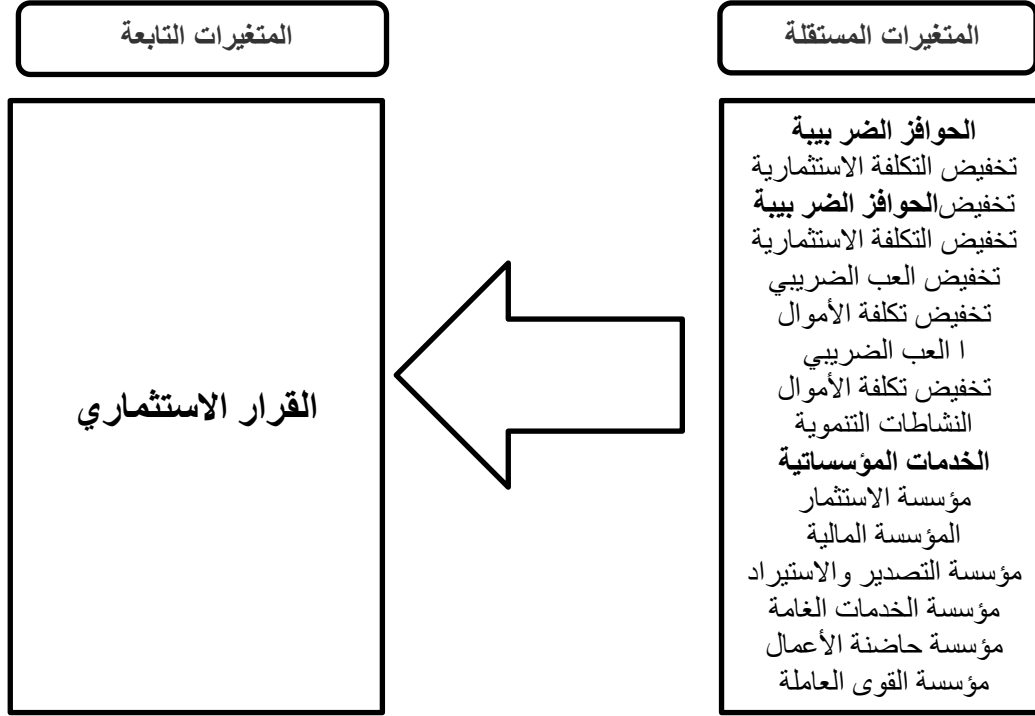 المتغيرات المستقلة
المتغيرات التابعة
الحوافز الضر بيبة
تخفيض التكلفة الاستثمارية
تخفيضالحوافز الضر بيبة
تخفيض التكلفة الاستثمارية
تخفيض العب الضريبي
تخفيض تكلفة الأموال
ا العب الضريبي
تخفيض تكلفة الأموال
النشاطات التنموية
الخدمات المؤسساتية
مؤسسة الاستثمار
المؤسسة المالية
مؤسسة التصدير والاستيراد
مؤسسة الخدمات الغامة
مؤسسة حاضنة الأعمال
مؤسسة القوى العاملة
القرار الاستثماري